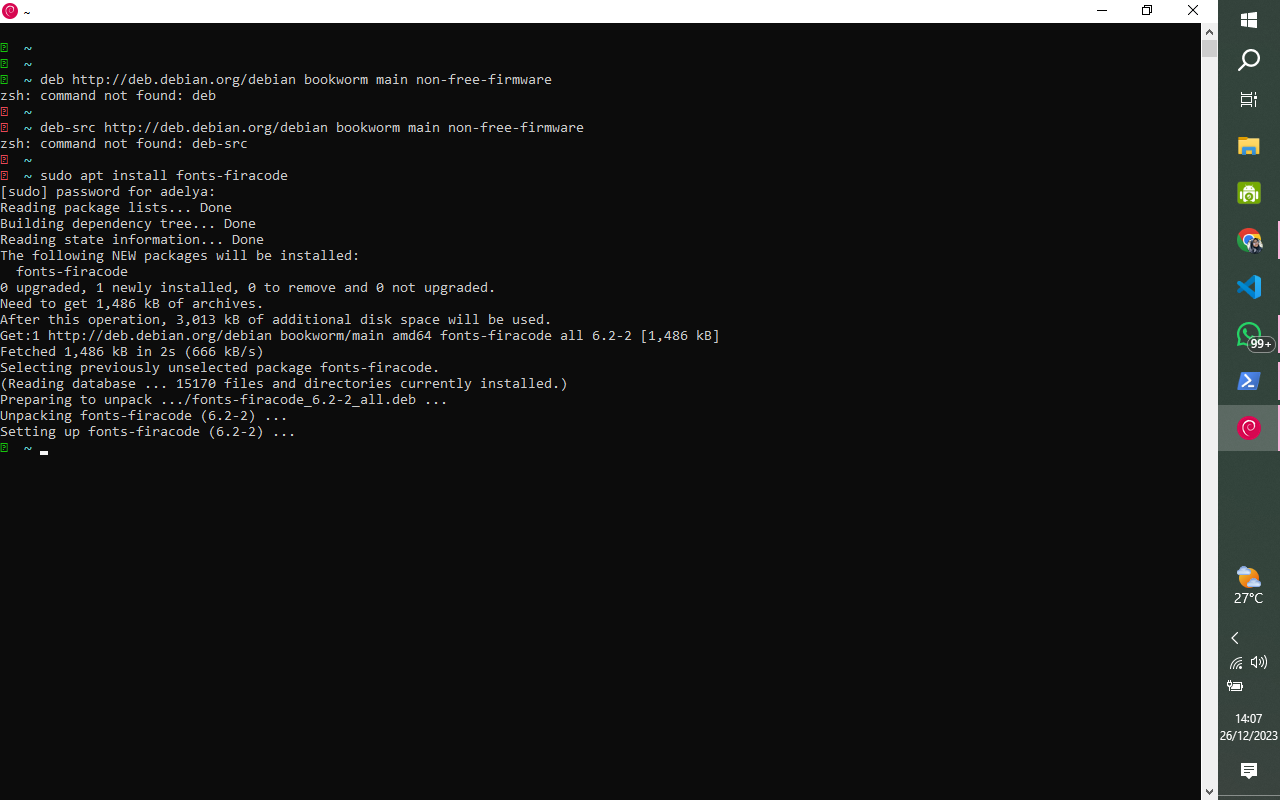 ~
~
~
~ deb http://deb.debian.org/debian bookworm main non-free-firmware
zsh: command not found: deb
~
~ deb-src http://deb.debian.org/debian bookworm main non-free-firmware
zsh: command not found: deb-src
~
~ sudo apt install fonts-firacode
[sudo] password for adelya:
Reading package lists... Done
Building dependency tree... Done
Reading state information... Done
The following NEW packages will be installed:
  fonts-firacode
0 upgraded, 1 newly installed, 0 to remove and 0 not upgraded.
Need to get 1,486 kB of archives.
After this operation, 3,013 kB of additional disk space will be used.
Get:1 http://deb.debian.org/debian bookworm/main amd64 fonts-firacode all 6.2-2 [1,486 kB]
Fetched 1,486 kB in 2s (666 kB/s)
Selecting previously unselected package fonts-firacode.
(Reading database ... 15170 files and directories currently installed.)
Preparing to unpack .../fonts-firacode_6.2-2_all.deb ...
Unpacking fonts-firacode (6.2-2) ...
Setting up fonts-firacode (6.2-2) ...
~
99+
27°C
14:07
26/12/2023